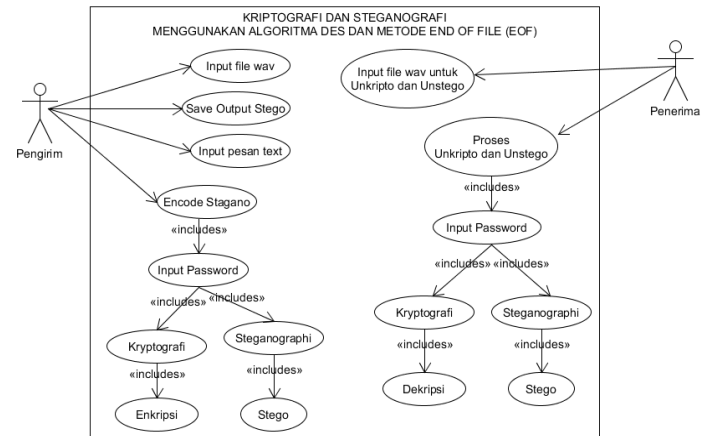 KRIPTOGRAFI DAN STEGANOGRAFI
MENGGUNAKAN ALGORITMA DES DAN METODE END OF FILE (EOF)
Input file wav
Save Output Stego
Input pesan text
Pengirim
Encode Stagano
«includes»
Input Password
«includes»
«includes»
Kryptografi
Steganographi
«includes»
«includes»
Enkripsi
Stego
Input file wav untuk
Unkripto dan Unstego
Penerima
Proses
Unkripto dan Unstego
«includes»
Input Password
«includes»
«includes»
Kryptografi
Steganographi
«includes»
«includes»
Dekripsi
Stego